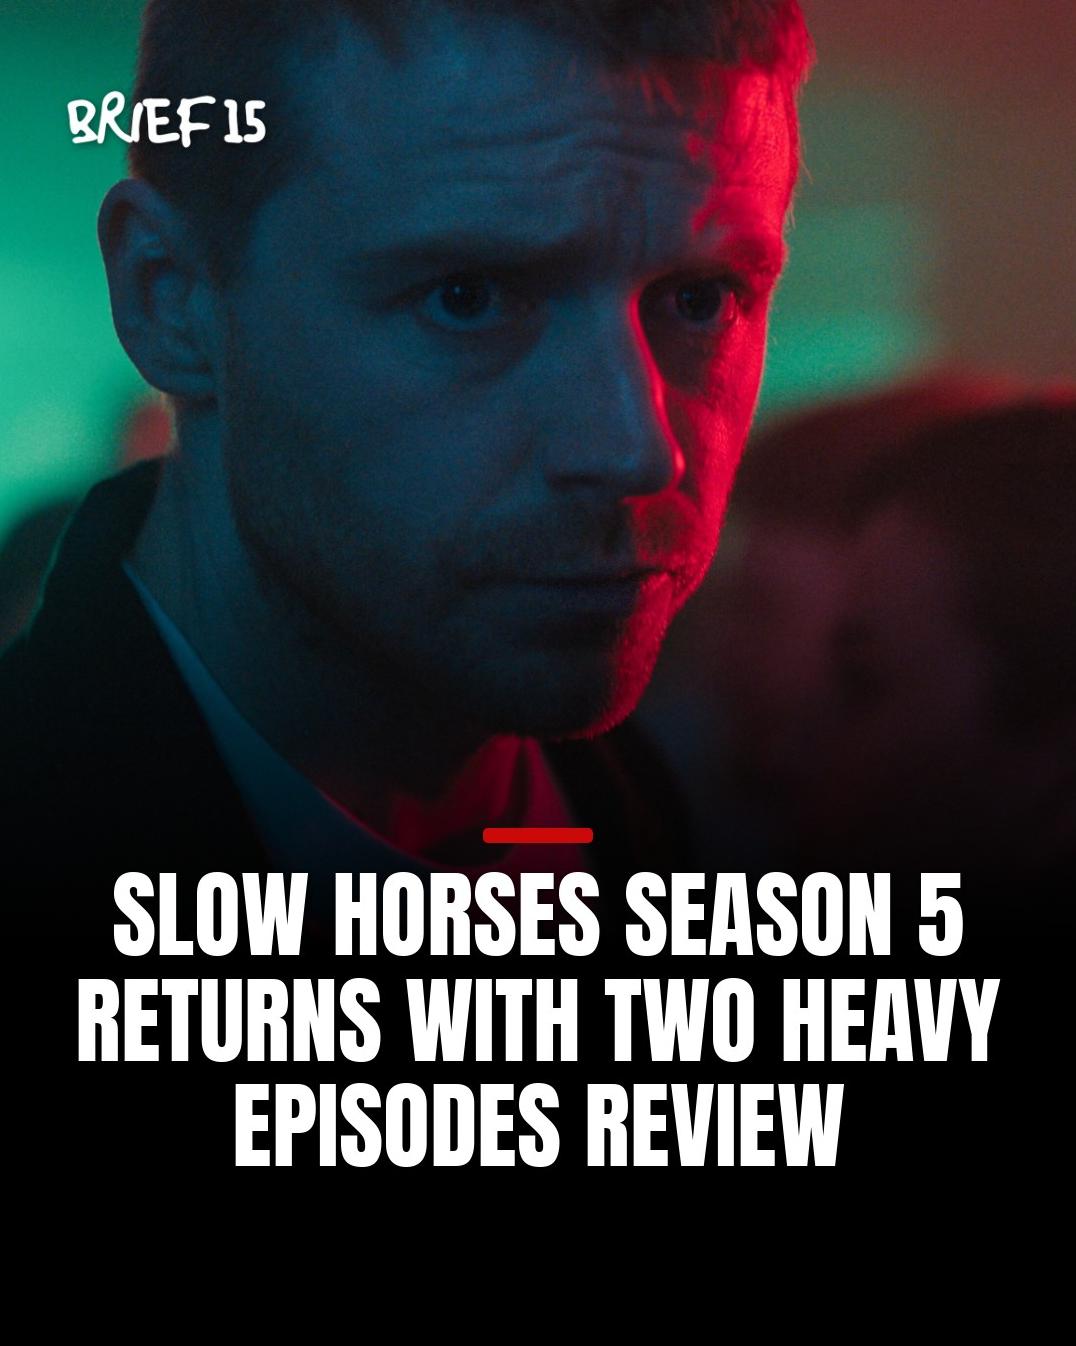 BRIEF 15
SLOW HORSES SEASON 5
RETURNS WITH TWO HEAVY
EPISODES REVIEW